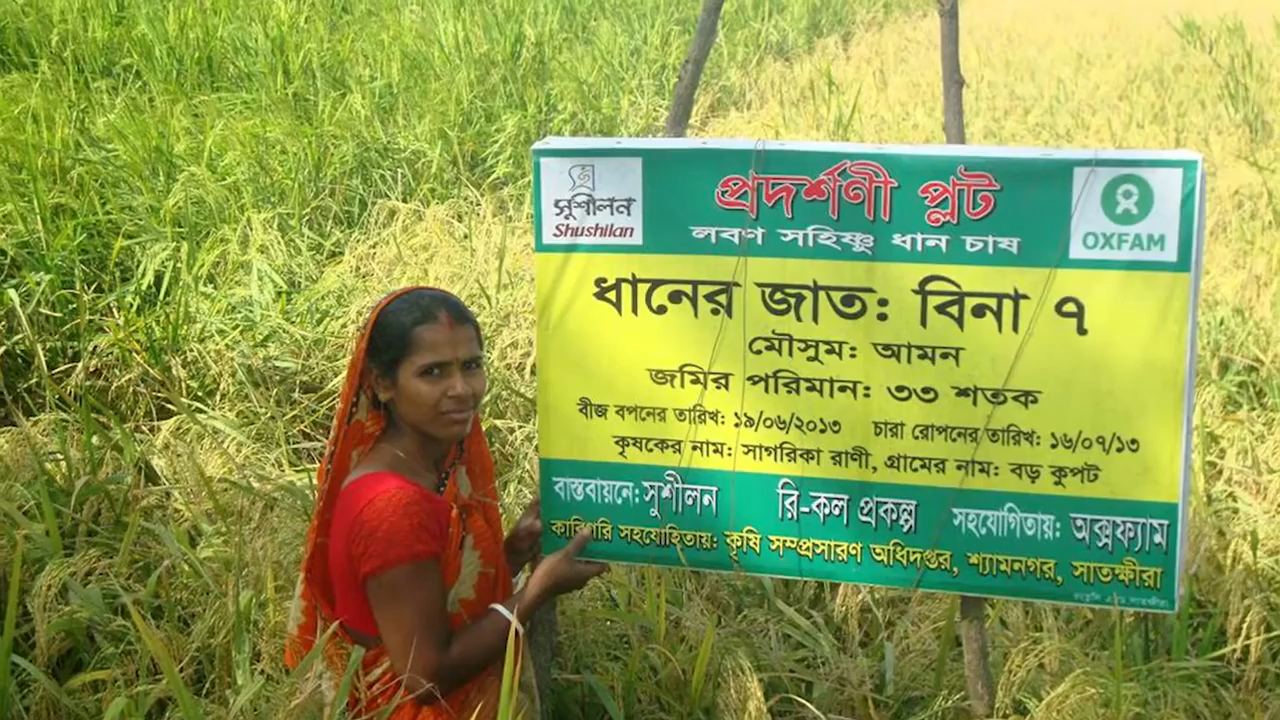 সুশীলন
Shushilan
প্রদর্শণী প্লট
লবণ সহিষ্ণু ধান চাষ
OXFAM
ধানের জাত: বিনা ৭
মৌসুম: আমন
জমির পরিমান: ৩৩ শতক
বীজ বপনের তারিখ: ১৯/০৬/২০১৩ চারা রোপনের তারিখ: ১৬/০৭/১৩
কৃষকের নাম: সাগরিকা রাণী, গ্রামের নাম: বড় কুপট
বাস্তবায়নে: সুশীলন রি-কল প্রকল্প সহযোগিতায়: অক্সফ্যাম
কারিগরি সহযোহিতায়: কৃষি সম্প্রসারণ অধিদপ্তর, শ্যামনগর, সাতক্ষীরা